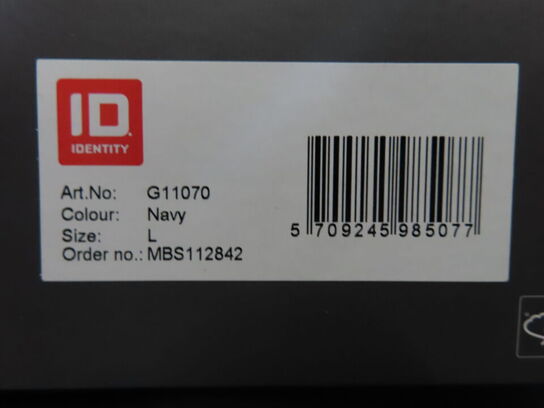 ID
IDENTITY
Art.No: G11070
Colour: Navy
Size: L
Order no.: MBS112842
5 709245 985077